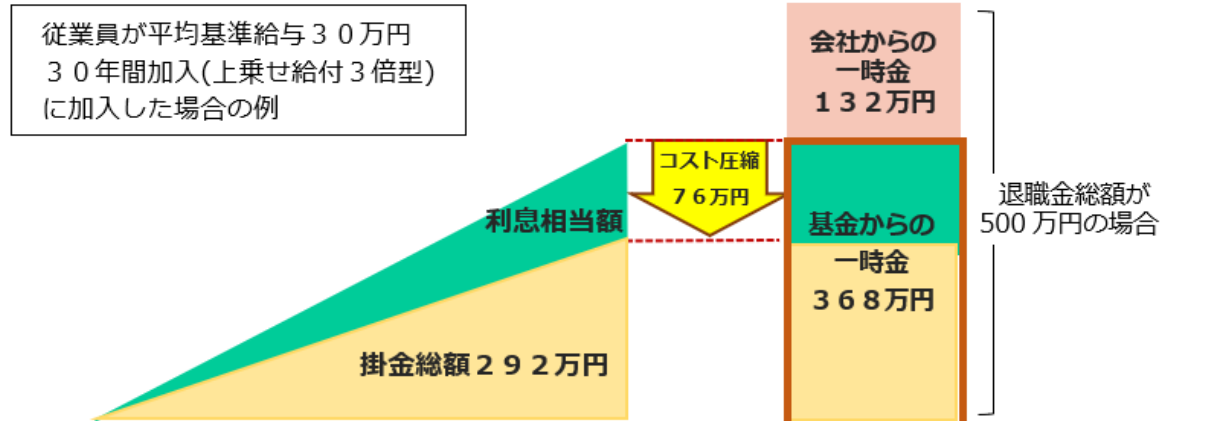 従業員が平均基準給与３０万円
３０年間加入(上乗せ給付３倍型)
に加入した場合の例
会社からの
一時金
１３２万円
コスト圧縮
７６万円
利息相当額
基金からの
一時金
３６８万円
退職金総額が
500 万円の場合
掛金総額２９２万円